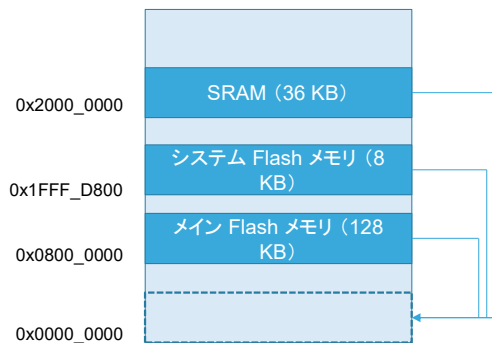 SRAM（36 KB）
0x2000_0000
システム Flash メモリ（8
KB）
0x1FFF_D800
メイン Flash メモリ（128
KB）
0x0800_0000
0x0000_0000